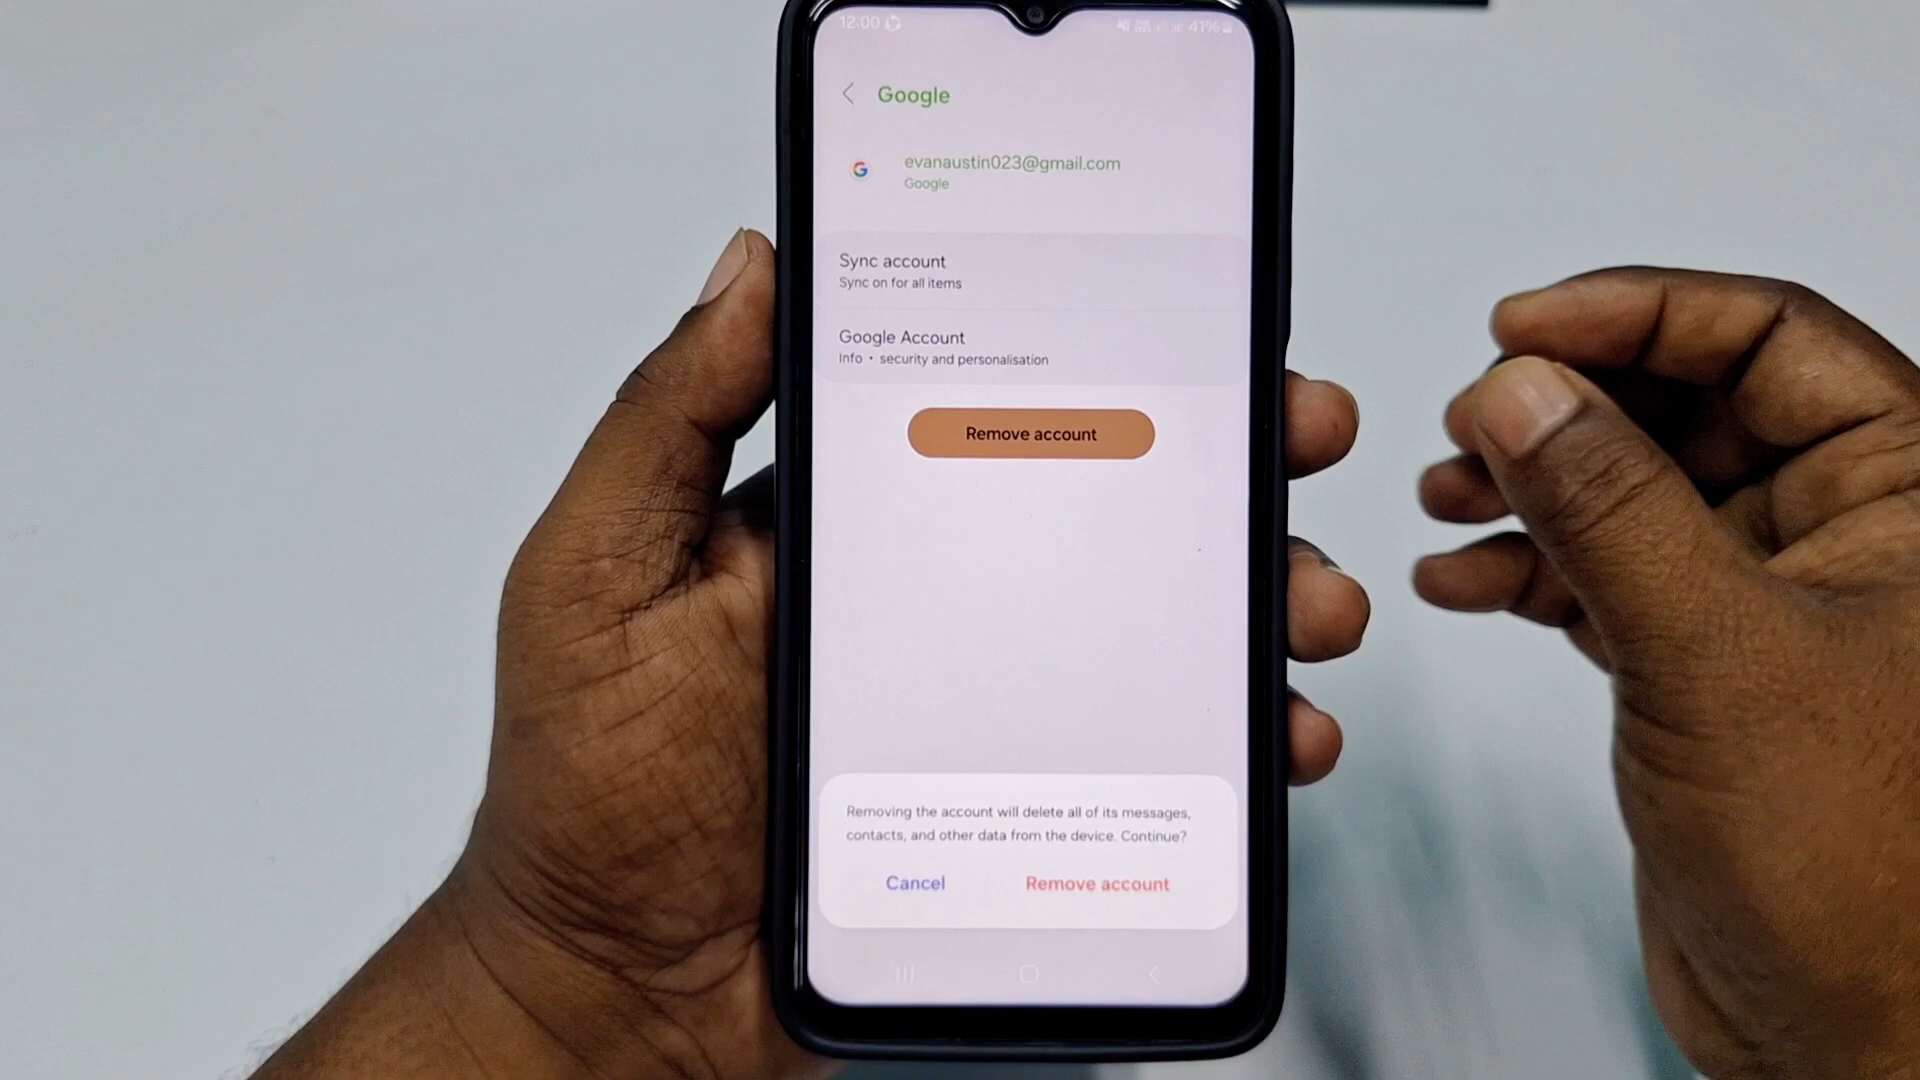 12:00
41%
Google
evanaustin023@gmail.com
Google
Sync account
Sync on for all items
Google Account
Info • security and personalisation
Remove account
Removing the account will delete all of its messages,
contacts, and other data from the device. Continue?
Cancel
Remove account